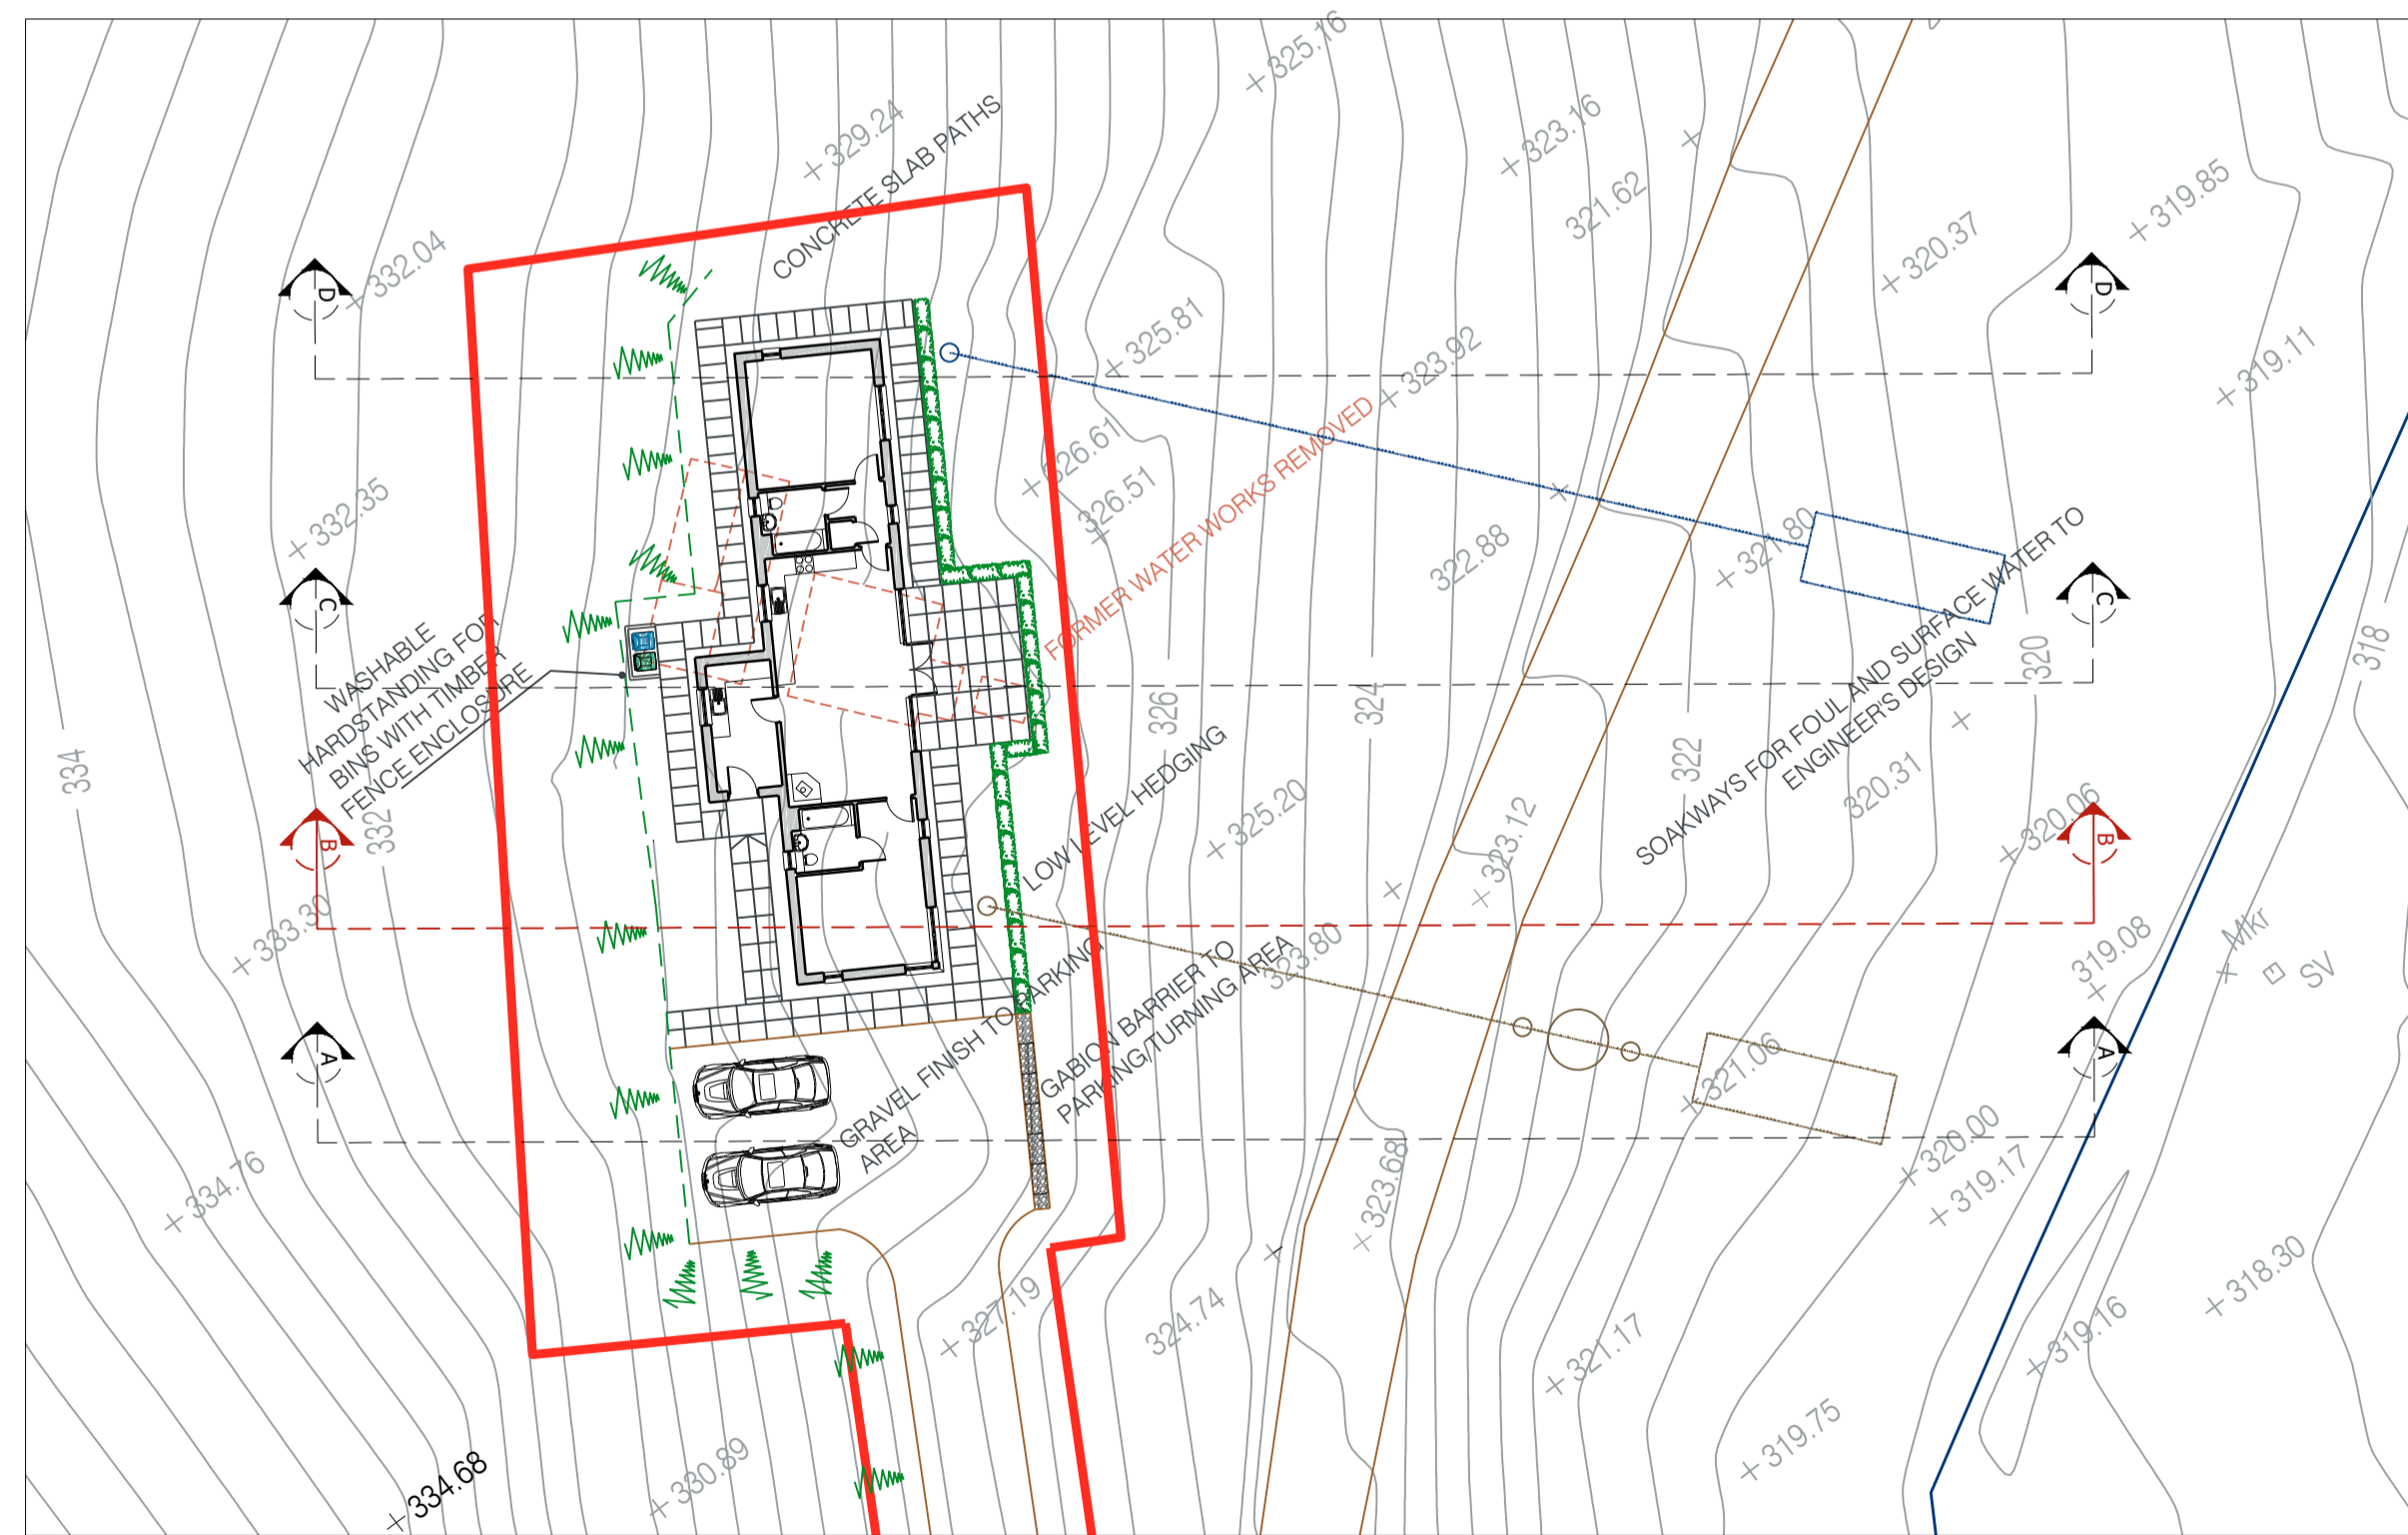 + 325.16
+ 329.24
CONCRETE SLAB PATHS
+ 323.16
321.62
+ 319.85
+ 320.37
+ 332.04
D
D
+ 325.81
+ 323.92
+ 319.11
+ 326.61
326.51
FORMER WATER WORKS REMOVED
+ 332.35
322.88
+ 321.80
C
C
WASHABLE
HARDSTANDING FOR
BINS WITH TIMBER
FENCE ENCLOSURE
SOAKWAYS FOR FOUL AND SURFACE WATER TO
ENGINEER'S DESIGN
334
332
326
324
322
320
318
LOW LEVEL HEDGING
+ 325.20
+ 323.12
320.31
+ 320.06
B
B
+ 333.30
323.80
319.08
Mkr
SV
GRAVEL FINISH TO PARKING
AREA
GABION BARRIER TO
PARKING/TURNING AREA
A
A
+ 321.06
+ 334.76
+ 323.68
+ 320.00
+ 319.17
+ 318.30
+ 327.19
324.74
+ 321.17
+ 319.16
+ 319.75
+ 334.68
+ 330.89